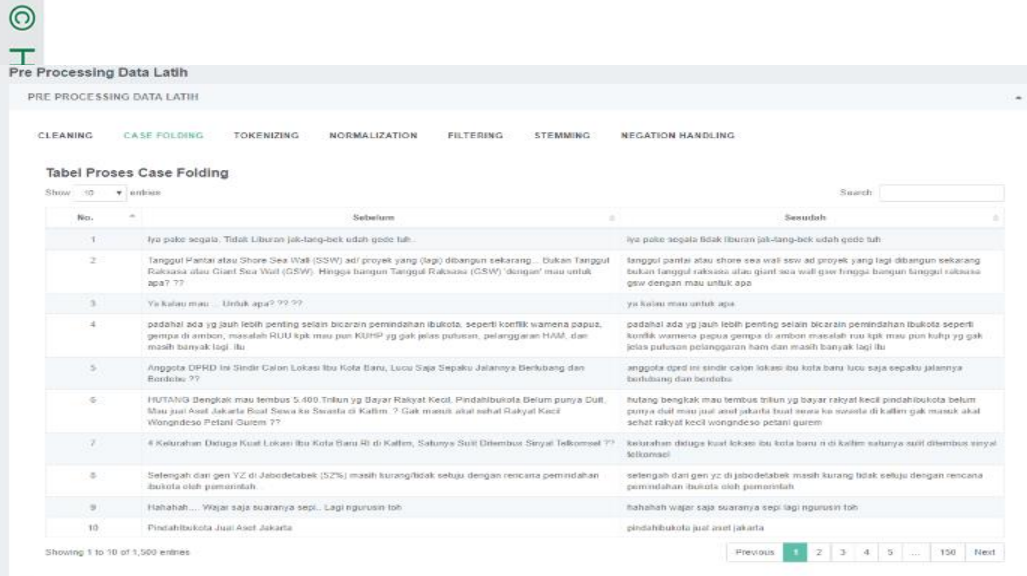 ©
H
Pre Processing Data Latih
PRE PROCESSING DATA LATIH
CLEANING CASE FOLDING TOKENIZING NORMALIZATION FILTERING STEMMING NEGATION HANDLING
Tabel Proses Case Folding
Show 10 entries Search
No. Sebelum Sesudah
1 Iya pake segala. Tidak Liburan jak-tang-bek udah gede tuh.. iya pake segala tidak liburan jak-tang-bek udah gede tuh
2 Tanggul Pantai atau Shore Sea Wall (SSW) ad/ proyek yang (lagi) dibangun sekarang... Bukan Tanggul tanggul pantai atau shore sea wall ssw ad proyek yang lagi dibangun sekarang
Raksasa atau Giant Sea Wall (GSW). Hingga bangun Tanggul Raksasa (GSW) 'dengan' mau untuk bukan tanggul raksasa atau giant sea wall gsw hingga bangun tanggul raksasa
apa? ?? gsw dengan mau untuk apa
3 Ya kalau mau ... Untuk apa? ?? ?? ya kalau mau untuk apa
4 padahal ada yg jauh lebih penting selain bicarain pemindahan ibukota, seperti konflik wamena papua, padahal ada yg jauh lebih penting selain bicarain pemindahan ibukota seperti
gempa di ambon, masalah RUU kpk mau pun KUHP yg gak jelas putusan, pelanggaran HAM, dan konflik wamena papua gempa di ambon masalah ruu kpk mau pun kuhp yg gak
masih banyak lagi. itu jelas putusan pelanggaran ham dan masih banyak lagi itu
5 Anggota DPRD Ini Sindir Calon Lokasi Ibu Kota Baru, Lucu Saja Sepaku Jalannya Berlubang dan anggota dprd ini sindir calon lokasi ibu kota baru lucu saja sepaku jalannya
Berdebu ?? berlubang dan berdebu
6 HUTANG Bengkak mau tembus 5.400 Triliun yg Bayar Rakyat Kecil, PindahIbukota Belum punya Duit, hutang bengkak mau tembus triliun yg bayar rakyat kecil pindahibukota belum
Mau jual Aset Jakarta Buat Sewa ke Swasta di Kaltim. ? Gak masuk akal sehat Rakyat Kecil punya duit mau jual aset jakarta buat sewa ke swasta di kaltim gak masuk akal
Wongndeso Petani Gurem ?? sehat rakyat kecil wongndeso petani gurem
7 4 Kelurahan Diduga Kuat Lokasi Ibu Kota Baru RI di Kaltim, Satunya Sulit Ditembus Sinyal Telkomsel ?? kelurahan diduga kuat lokasi ibu kota baru ri di kaltim satunya sulit ditembus sinyal
telkomsel
8 Setengah dari gen YZ di Jabodetabek (52%) masih kurang/tidak setuju dengan rencana pemindahan setengah dari gen yz di jabodetabek masih kurang tidak setuju dengan rencana
ibukota oleh pemerintah. pemindahan ibukota oleh pemerintah
9 Hahahah.... Wajar saja suaranya sepi.. Lagi ngurusin toh hahahah wajar saja suaranya sepi lagi ngurusin toh
10 PindahIbukota Jual Aset Jakarta pindahibukota jual aset jakarta
Showing 1 to 10 of 1,500 entries Previous 1 2 3 4 5 ... 150 Next